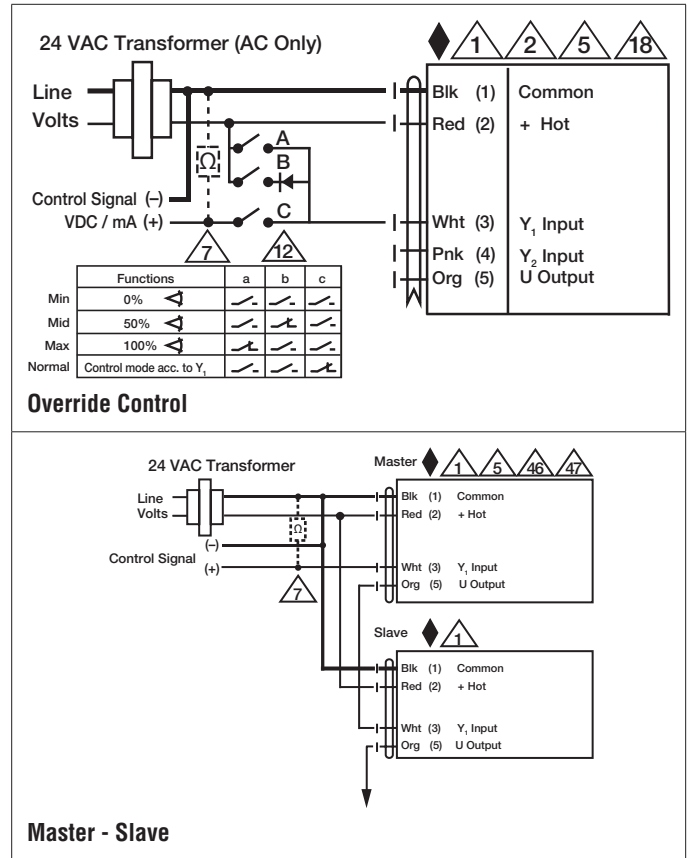 24 VAC Transformer (AC Only)
1 2 5 18
Line
Volts
Blk (1) Common
Red (2) + Hot
A
Ω
B
Control Signal (–)
VDC / mA (+)
C
Wht (3) Y1 Input
7
12
Pnk (4) Y2 Input
Org (5) U Output
Functions a b c
Min 0%
Mid 50%
Max 100%
Normal Control mode acc. to Y1
Override Control
24 VAC Transformer
Master 1 5 46 47
Line
Volts
Blk (1) Common
Red (2) + Hot
Ω
(–)
Control Signal
(+)
Wht (3) Y1 Input
Org (5) U Output
7
Slave 1
Blk (1) Common
Red (2) + Hot
Wht (3) Y1 Input
Org (5) U Output
Master - Slave